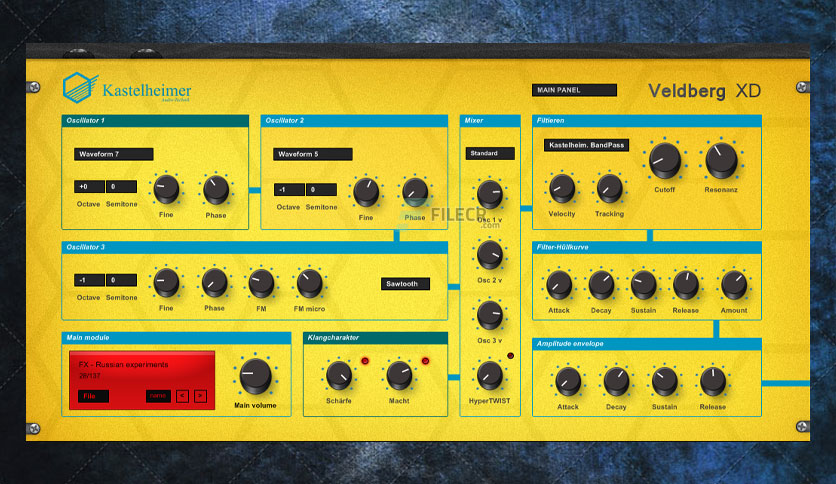 Kastelheimer
MAIN PANEL
Veldberg XD
Oscillator 1
Waveform 7
+0 0
Octave Semitone
Fine
Phase
Oscillator 2
Waveform 5
-1 0
Octave Semitone
Fine
Phase
Mixer
Standard
Osc 1 v
Osc 2 v
Osc 3 v
HyperTWIST
Filtieren
Kastelheim. BandPass
Velocity
Tracking
Cutoff
Resonanz
FILECR
.com
Oscillator 3
-1 0
Octave Semitone
Fine
Phase
FM
FM micro
Sawtooth
Filter-Hüllkurve
Attack
Decay
Sustain
Release
Amount
Main module
FX - Russian experiments
26/137
File
< >
Main volume
Klangcharakter
Schärfe
Macht
Amplitude envelope
Attack
Decay
Sustain
Release